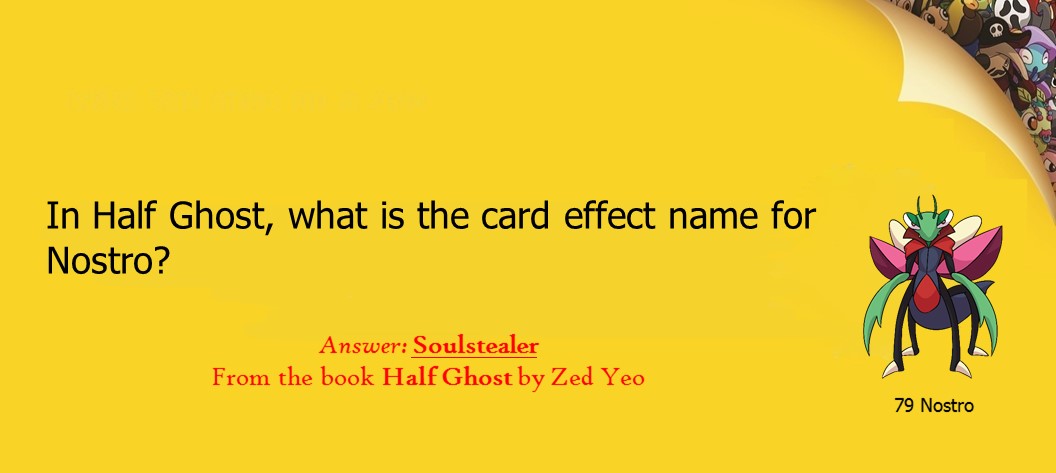 In Half Ghost, what is the card effect name for
Nostro?
Answer: Soulstealer
From the book Half Ghost by Zed Yeo
79 Nostro